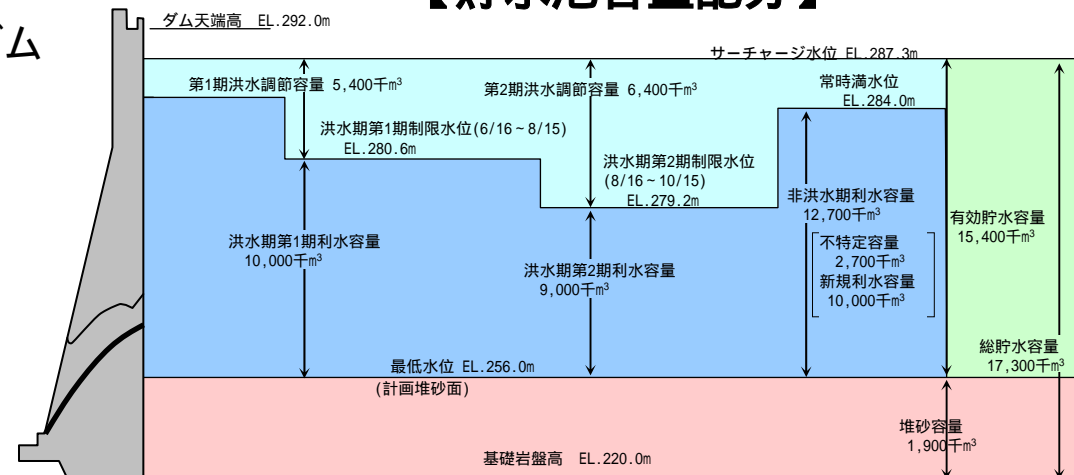 【貯水池容量配分】
ダム
ダム天端高 EL.292.0m
サーチャージ水位 EL.287.3m
第1期洪水調節容量 5,400千m³
第2期洪水調節容量 6,400千m³
常時満水位
EL.284.0m
洪水期第1期制限水位(6/16~8/15)
EL.280.6m
洪水期第2期制限水位
(8/16~10/15)
EL.279.2m
非洪水期利水容量
12,700千m³
不特定容量
2,700千m³
新規利水容量
10,000千m³
有効貯水容量
15,400千m³
洪水期第1期利水容量
10,000千m³
洪水期第2期利水容量
9,000千m³
総貯水容量
17,300千m³
最低水位 EL.256.0m
(計画堆砂面)
堆砂容量
1,900千m³
基礎岩盤高 EL.220.0m